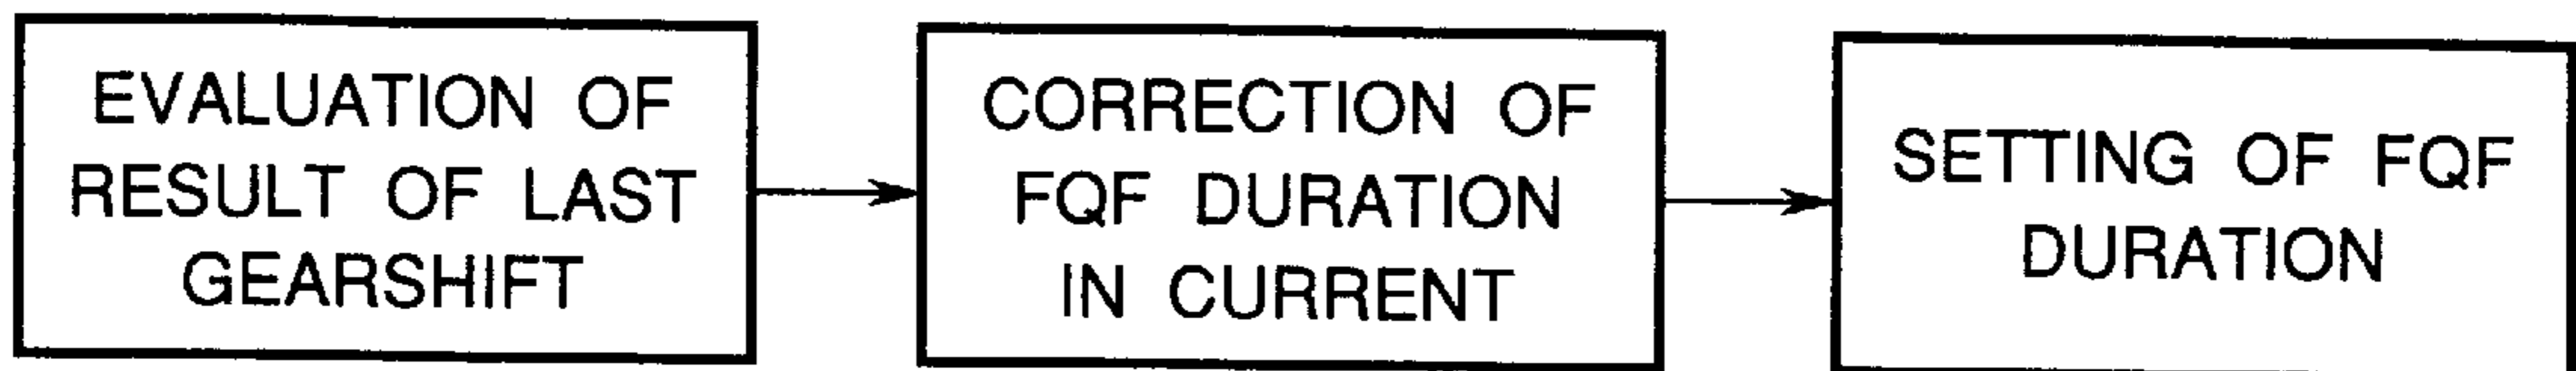 EVALUATION OF
RESULT OF LAST
GEARSHIFT
CORRECTION OF
FQF DURATION
IN CURRENT
SETTING OF FQF
DURATION